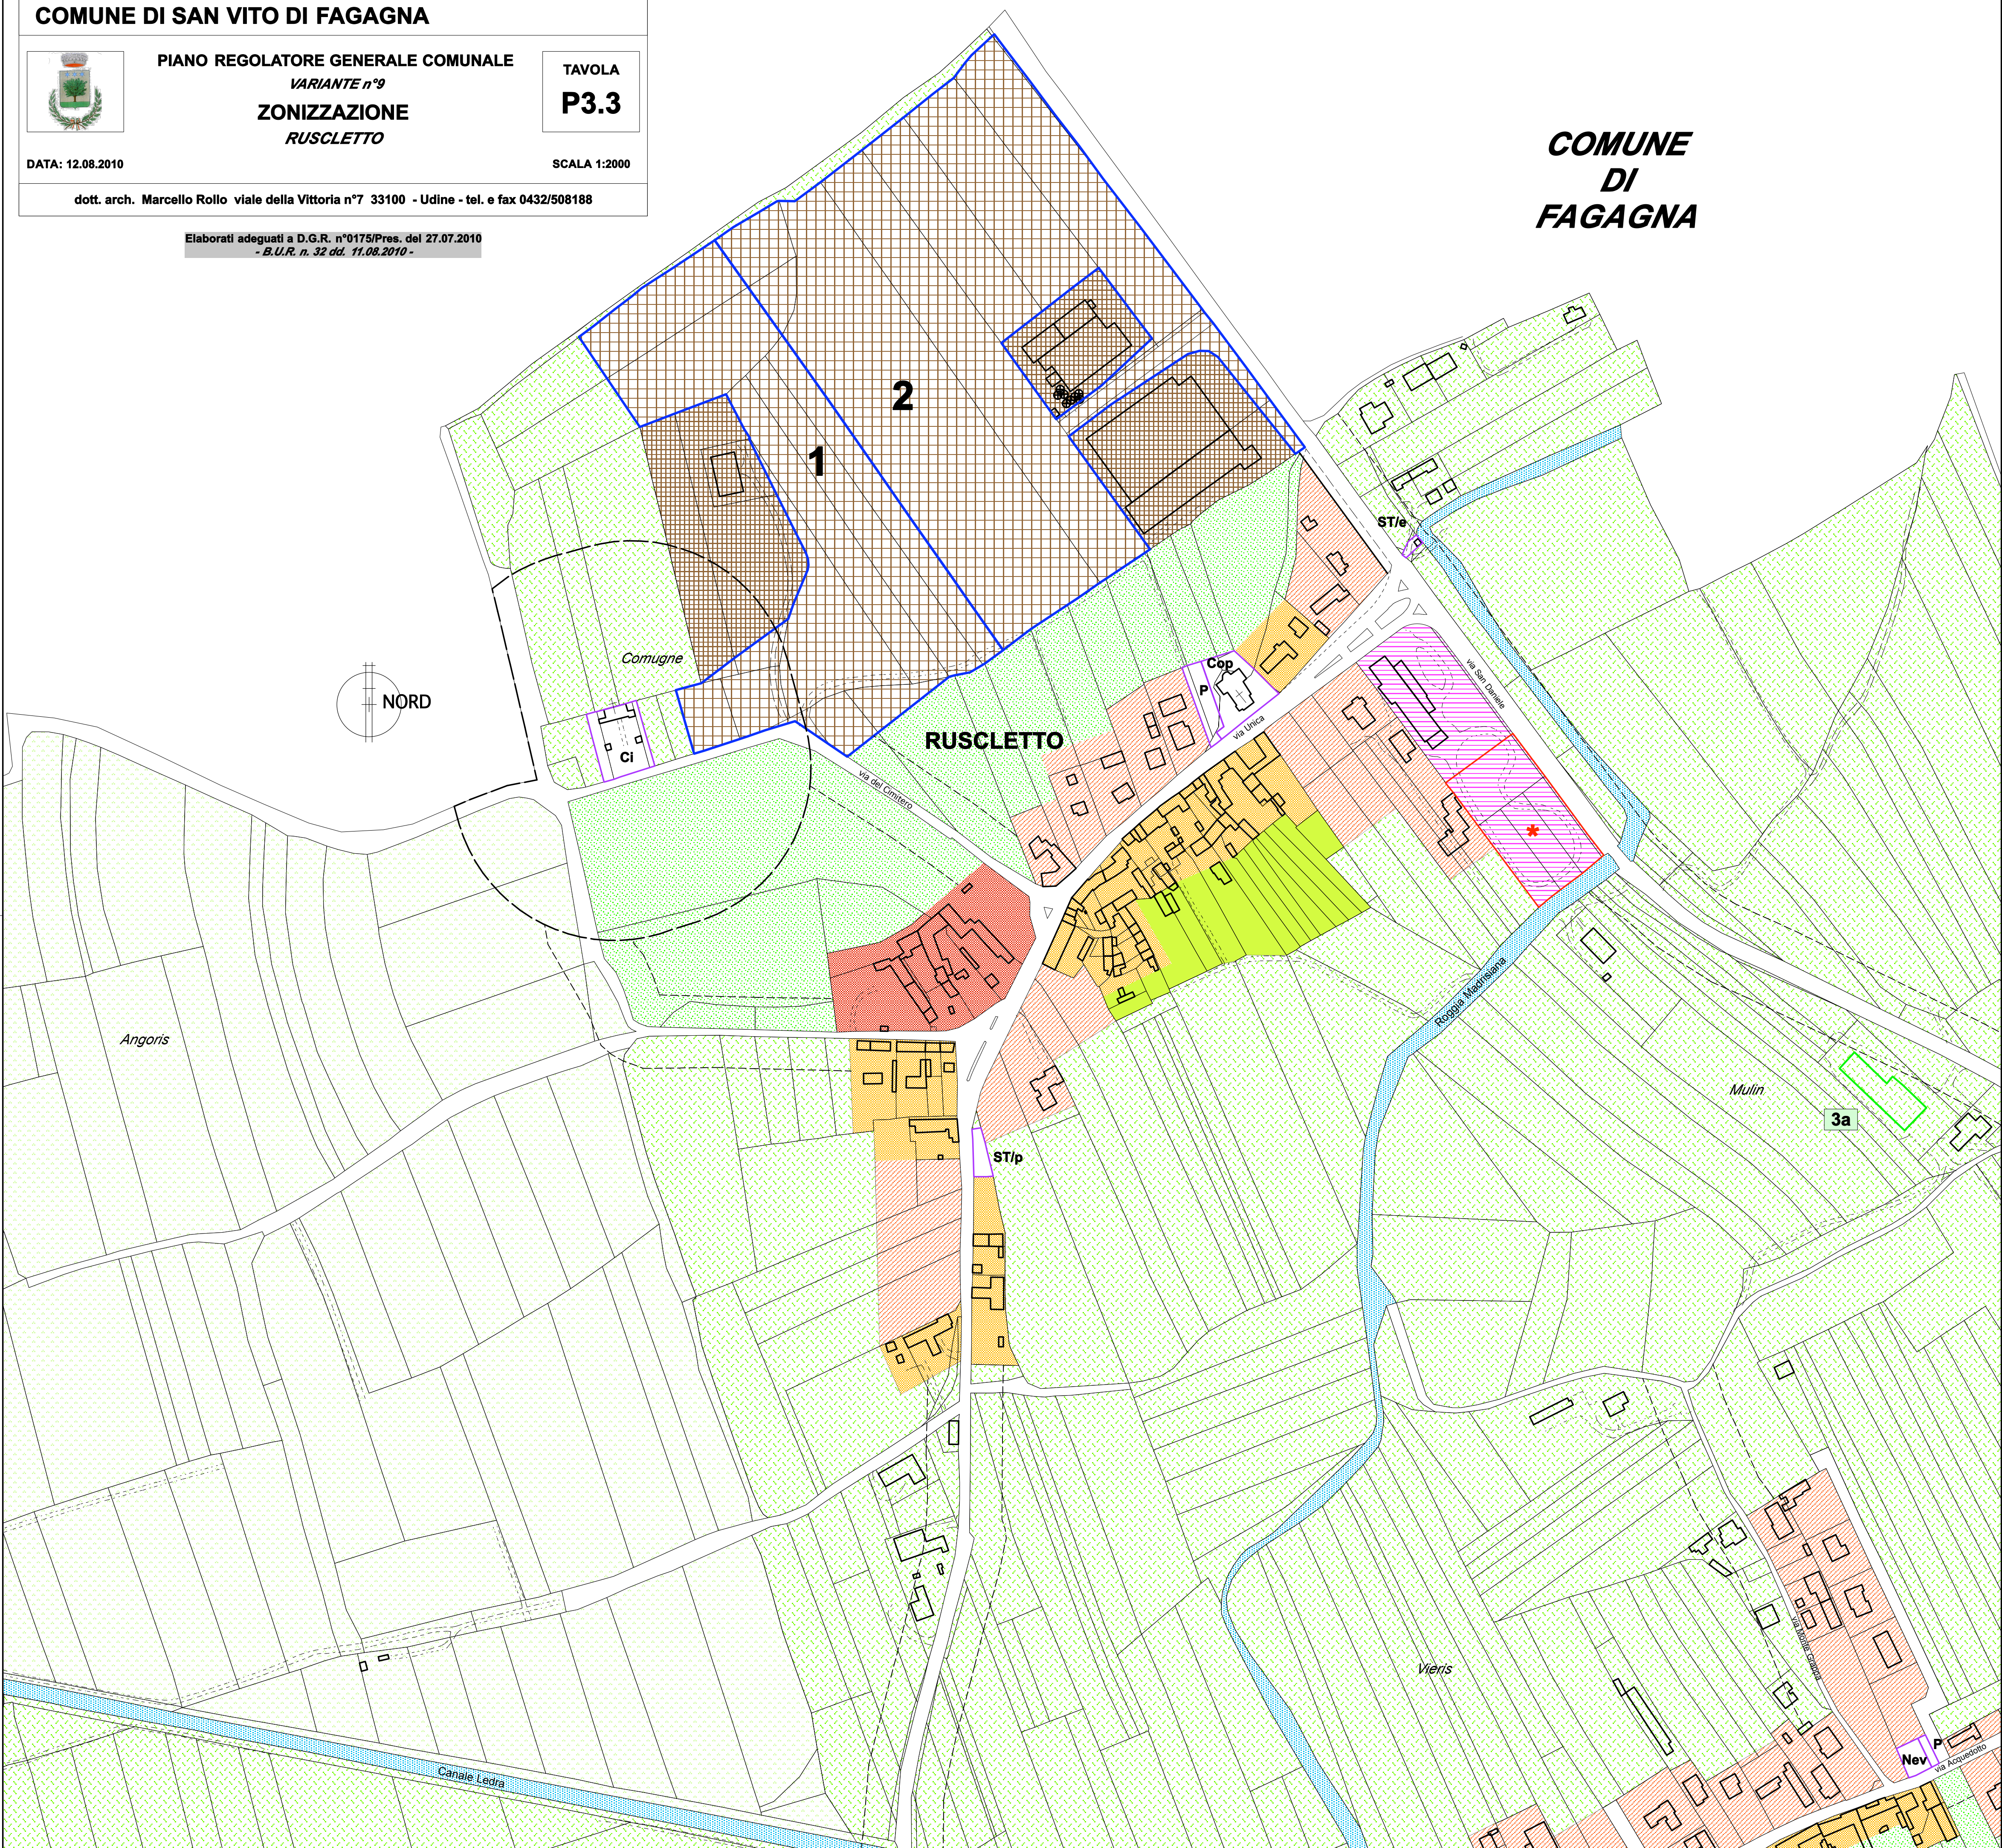 COMUNE DI SAN VITO DI FAGAGNA
PIANO REGOLATORE GENERALE COMUNALE
VARIANTE n°9
ZONIZZAZIONE
RUSCLETTO
TAVOLA
P3.3
DATA: 12.08.2010
SCALA 1:2000
dott. arch. Marcello Rollo viale della Vittoria n°7 33100 - Udine - tel. e fax 0432/508188
Elaborati adeguati a D.G.R. n°0175/Pres. del 27.07.2010
- B.U.R. n. 32 dd. 11.08.2010 -
COMUNE
DI
FAGAGNA
2
1
ST/e
Comugne
NORD
Cop
P
via San Daniele
via Unica
RUSCLETTO
Ci
via del Cimitero
*
Roggia Madrisiana
Angoris
Mulin
3a
ST/p
Vieris
via Monte Grappa
Canale Ledra
P
Nev
via Acquedotto